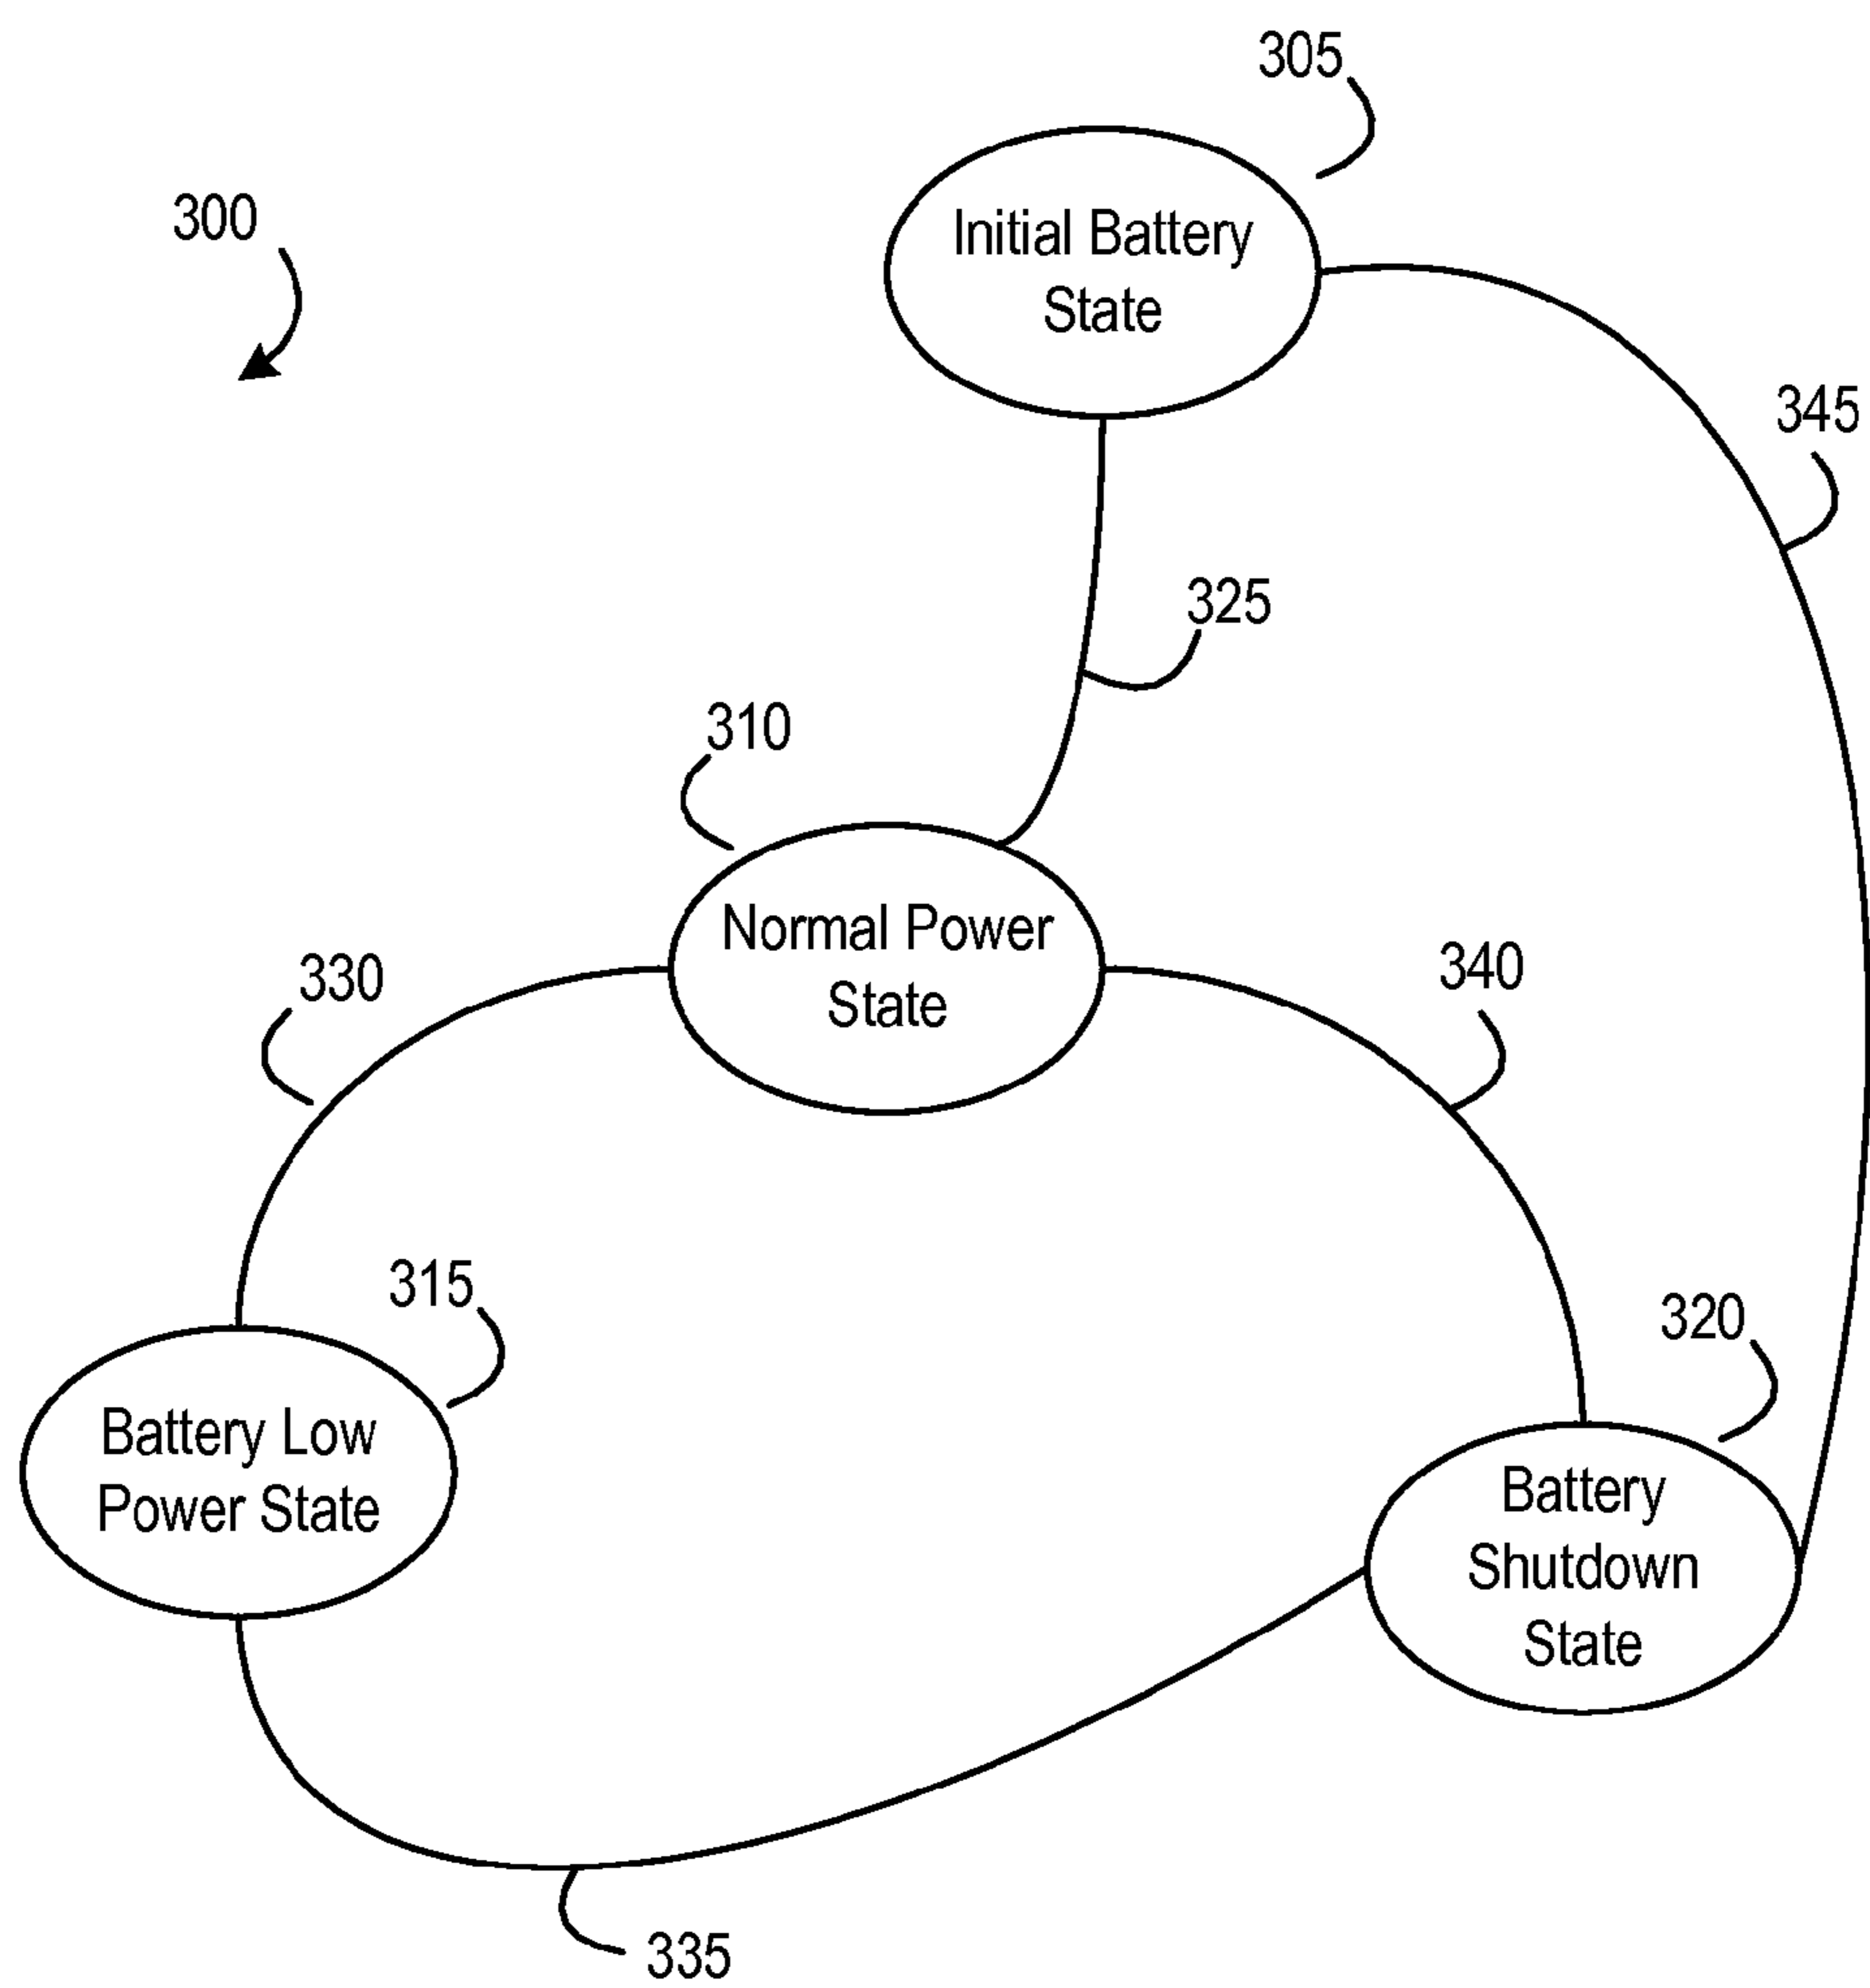 305
300
Initial Battery
State
345
325
310
Normal Power
State
340
330
315
320
Battery Low
Power State
Battery
Shutdown
State
335